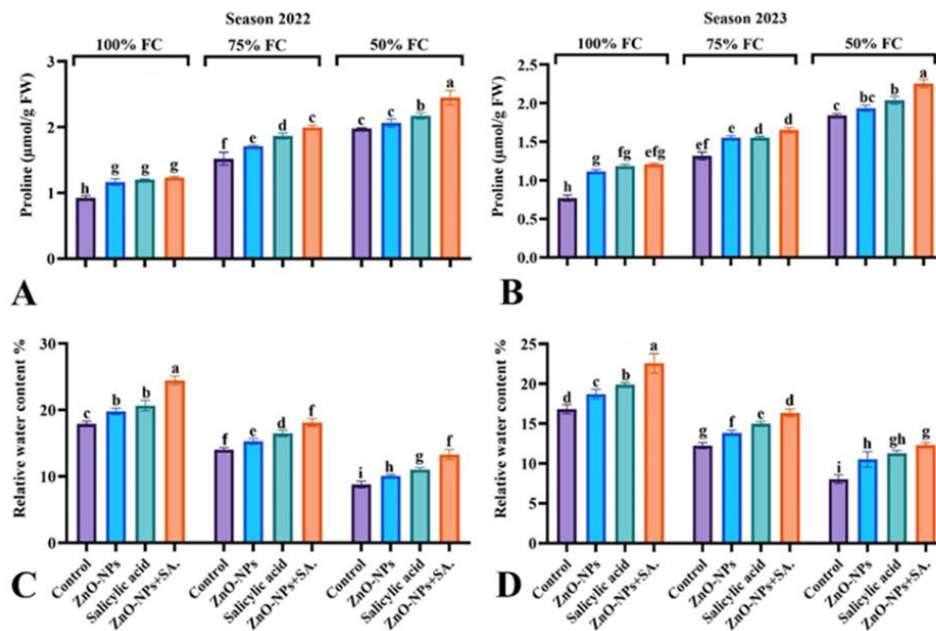 Season 2022
100% FC 75% FC 50% FC
Proline (µmol/g FW)
3
2
1
0
h g g g f e d c c c b a
A
Season 2023
100% FC 75% FC 50% FC
Proline (µmol/g FW)
2.5
2.0
1.5
1.0
0.5
0.0
h g fg efg ef e d d c bc b a
B
Relative water content %
30
20
10
0
c b b a f e d f i h g f
Control ZnO-NPs Salicylic acid ZnO-NPs+SA. Control ZnO-NPs Salicylic acid ZnO-NPs+SA. Control ZnO-NPs Salicylic acid ZnO-NPs+SA.
C
Relative water content %
25
20
15
10
5
0
d c b a g f e d i h gh g
Control ZnO-NPs Salicylic acid ZnO-NPs+SA. Control ZnO-NPs Salicylic acid ZnO-NPs+SA. Control ZnO-NPs Salicylic acid ZnO-NPs+SA.
D